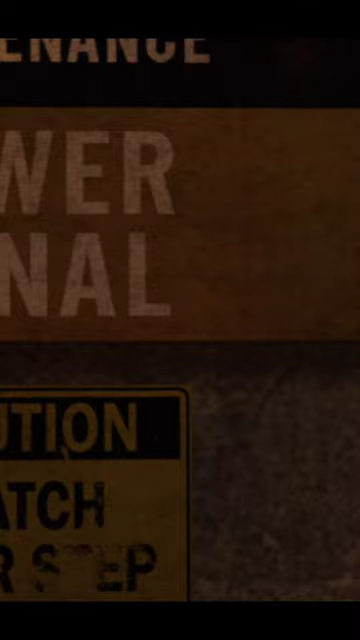 ENANCE
WER
NAL
UTION
ATCH
R STEP